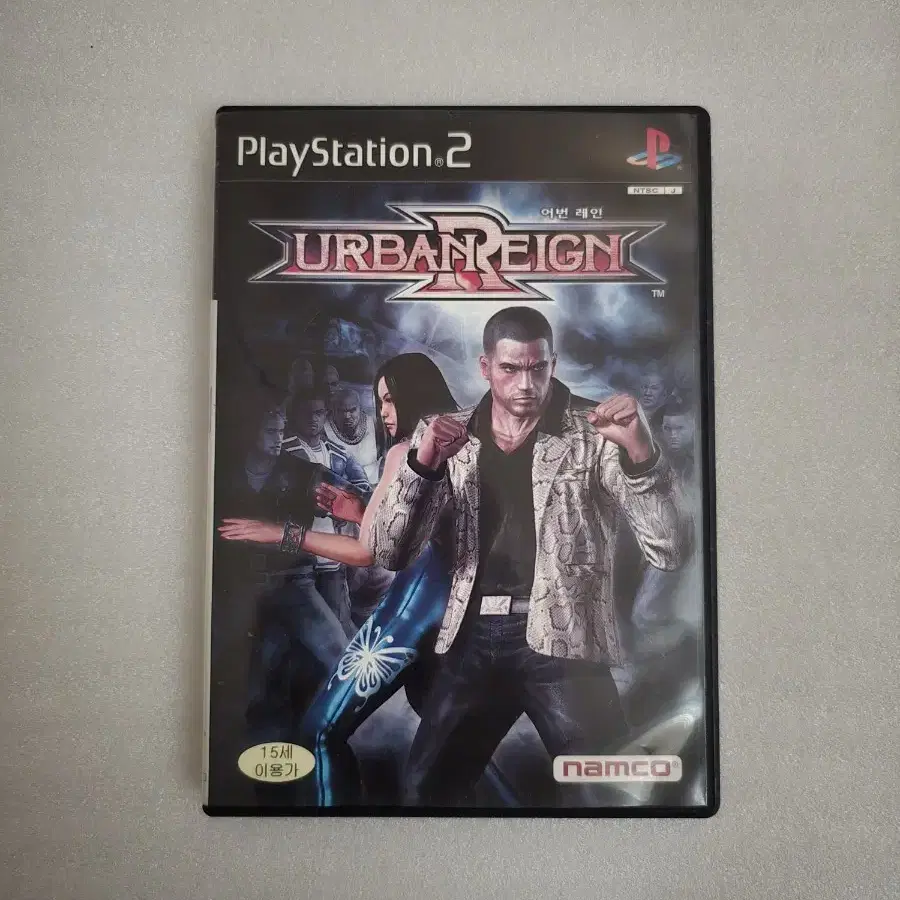 PlayStation®2
NTSC J
어번 레인
URBAN REIGN
TM
15세
이용가
namco®